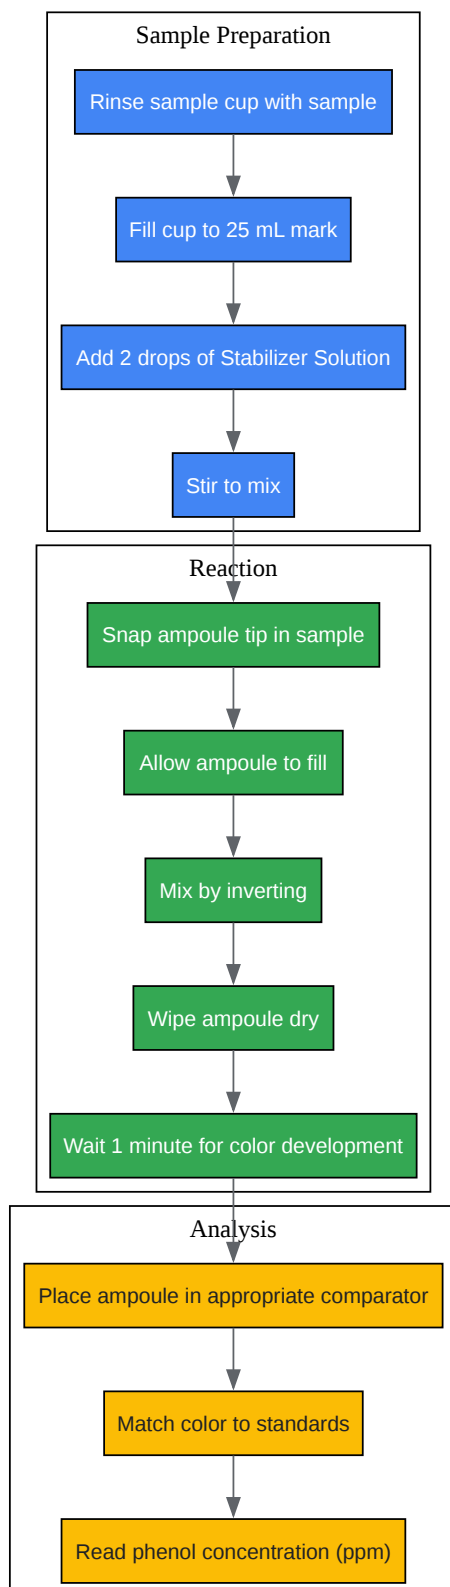 Sample Preparation
Rinse sample cup with sample
Fill cup to 25 mL mark
Add 2 drops of Stabilizer Solution
Stir to mix
Reaction
Snap ampoule tip in sample
Allow ampoule to fill
Mix by inverting
Wipe ampoule dry
Wait 1 minute for color development
Analysis
Place ampoule in appropriate comparator
Match color to standards
Read phenol concentration (ppm)